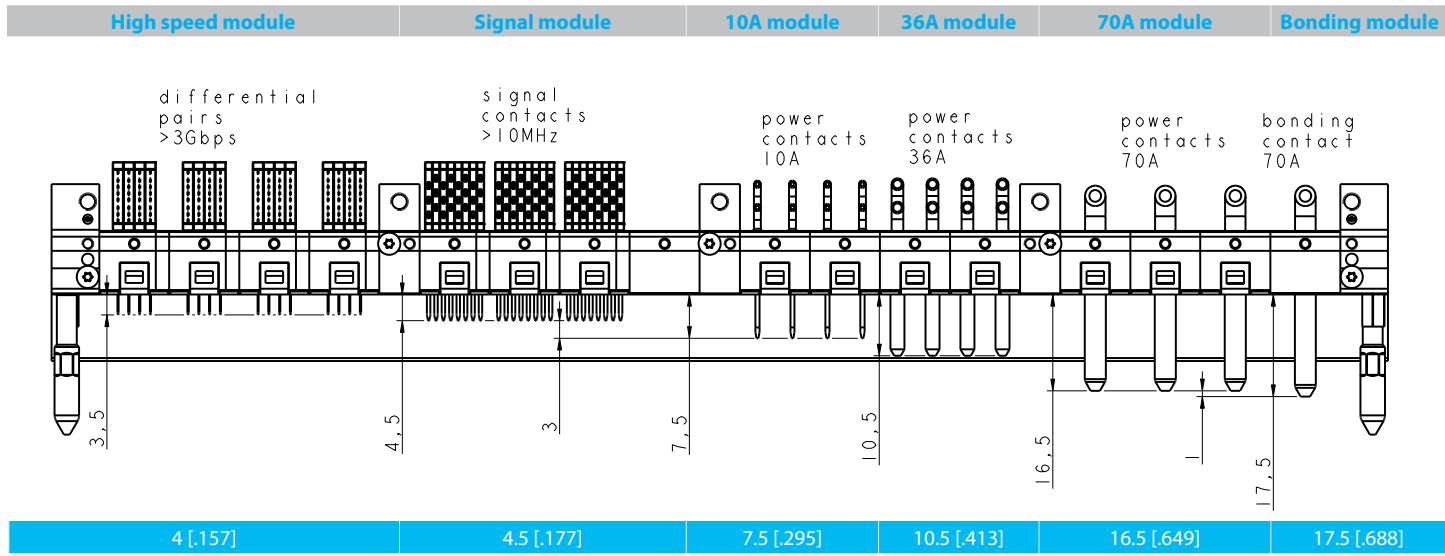 High speed module
Signal module
10A module
36A module
70A module
Bonding module
differential
pairs
>3Gbps
signal
contacts
>10MHz
power
contacts
10A
power
contacts
36A
power
contacts
70A
bonding
contact
70A
3,5
4,5
3
7,5
10,5
16,5
1
17,5
4 [.157]
4.5 [.177]
7.5 [.295]
10.5 [.413]
16.5 [.649]
17.5 [.688]